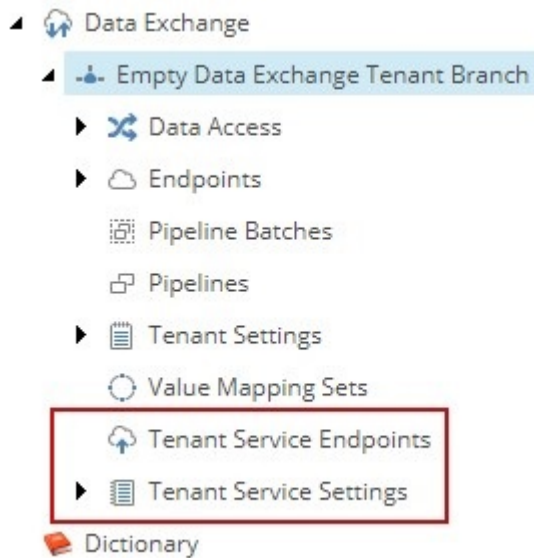 Data Exchange
Empty Data Exchange Tenant Branch
Data Access
Endpoints
Pipeline Batches
Pipelines
Tenant Settings
Value Mapping Sets
Tenant Service Endpoints
Tenant Service Settings
Dictionary